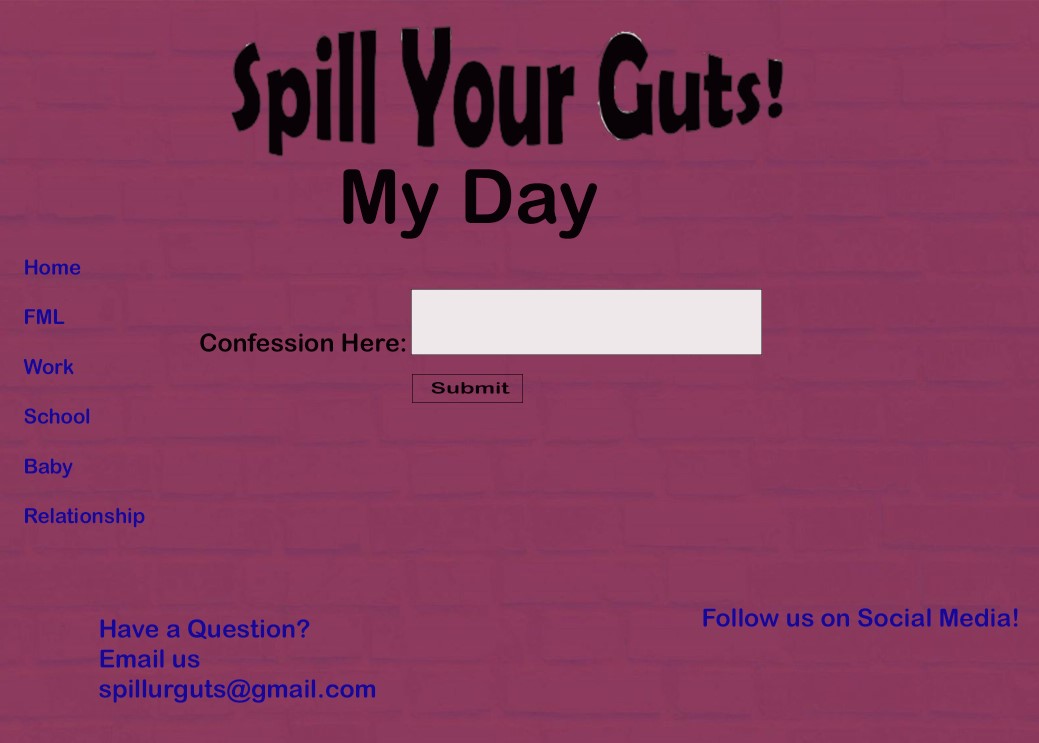 Spill Your Guts!
My Day
Home
FML
Work
School
Baby
Relationship
Confession Here:
Submit
Have a Question?
Email us
spillurguts@gmail.com
Follow us on Social Media!